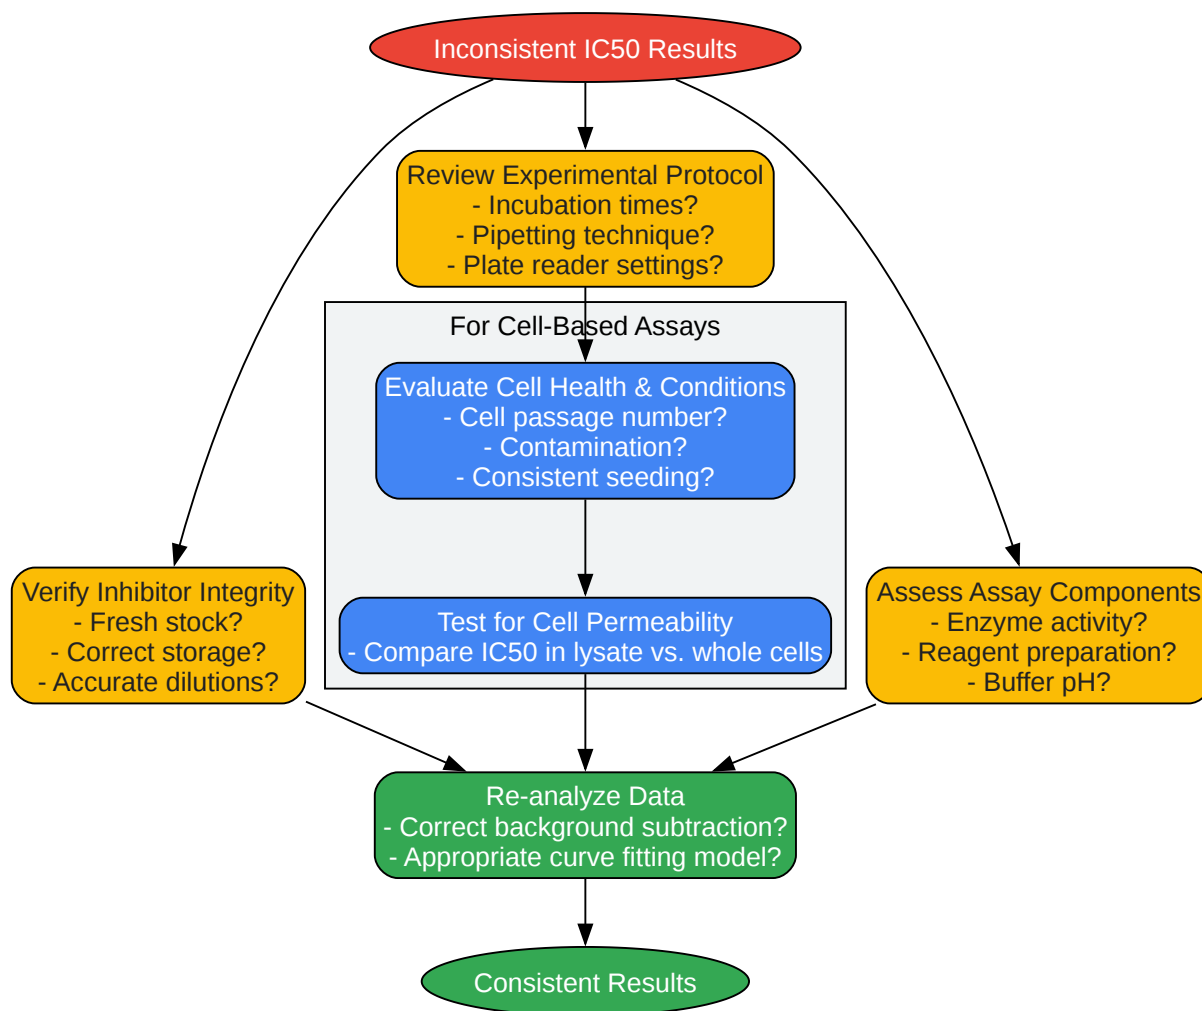 Inconsistent IC50 Results
Review Experimental Protocol
- Incubation times?
- Pipetting technique?
- Plate reader settings?
For Cell-Based Assays
Evaluate Cell Health & Conditions
- Cell passage number?
- Contamination?
- Consistent seeding?
Verify Inhibitor Integrity
- Fresh stock?
- Correct storage?
- Accurate dilutions?
Test for Cell Permeability
- Compare IC50 in lysate vs. whole cells
Assess Assay Components
- Enzyme activity?
- Reagent preparation?
- Buffer pH?
Re-analyze Data
- Correct background subtraction?
- Appropriate curve fitting model?
Consistent Results